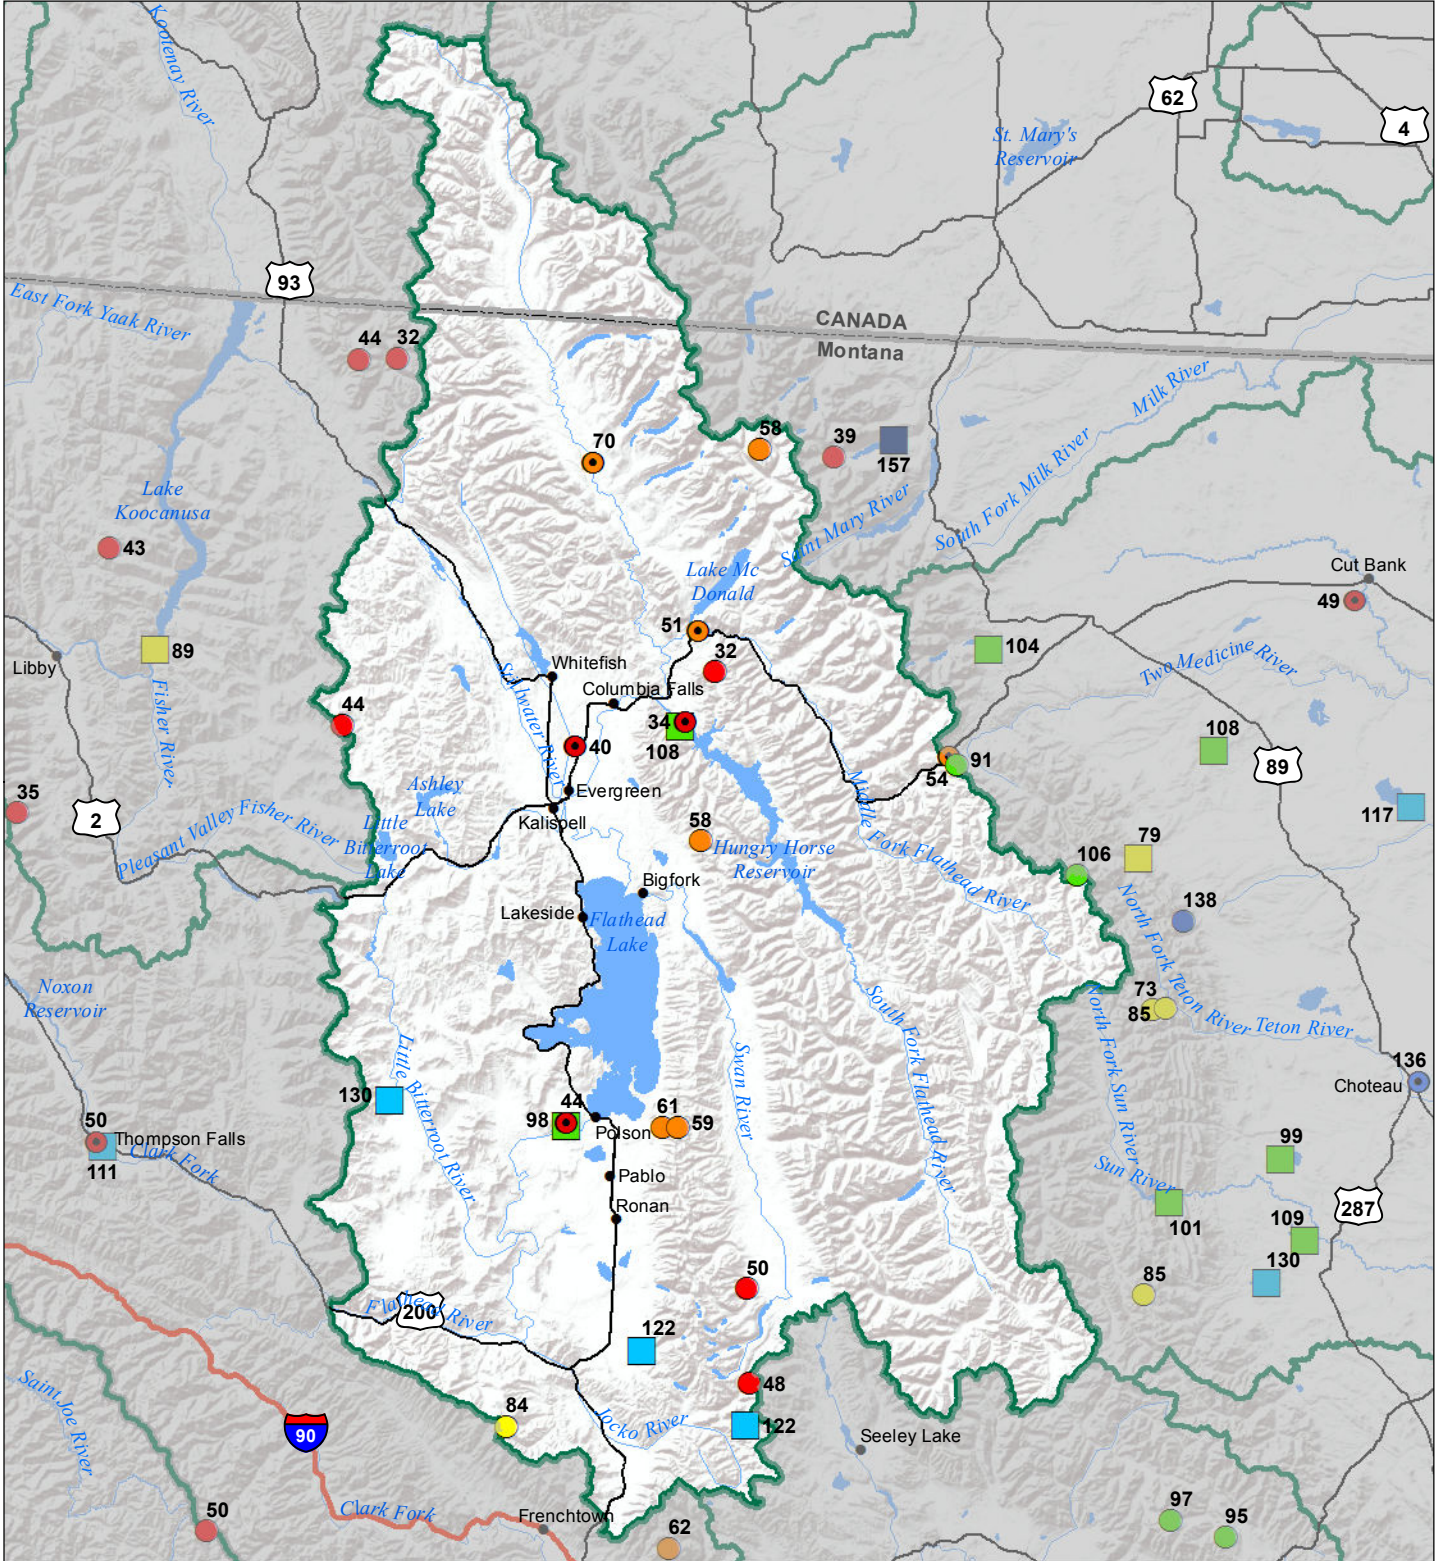 Kootenay River
62
4
St. Mary's
Reservoir
93
East Fork Yaak River
CANADA
Montana
44
32
Milk River
58
39
157
70
Lake
Koocanusa
South Fork Milk River
Saint Mary River
43
Lake Mc
Donald
Cut Bank
49
51
32
104
Libby
89
Whitefish
Two Medicine River
Columbia Falls
Fisher River
Stillwater River
44
34
108
40
108
54
91
89
35
2
Ashley
Lake
Evergreen
Kalispell
117
Pleasant Valley Fisher River
Little
Bitterroot
Lake
58
Hungry Horse
Reservoir
Middle Fork Flathead River
79
106
Bigfork
138
Lakeside
Flathead
Lake
North Fork Teton River
Teton River
Noxon
Reservoir
73
85
North Fork Sun River
South Fork Flathead River
Swan River
Little Bitterroot River
136
Choteau
130
44
98
61
59
Polson
50
Thompson Falls
111
Clark Fork
99
Sun River
Pablo
101
287
Ronan
109
130
50
85
Flathead River
200
122
48
84
Jocko River
122
Saint Joe River
90
Seeley Lake
50
Clark Fork
Frenchtown
62
97
95